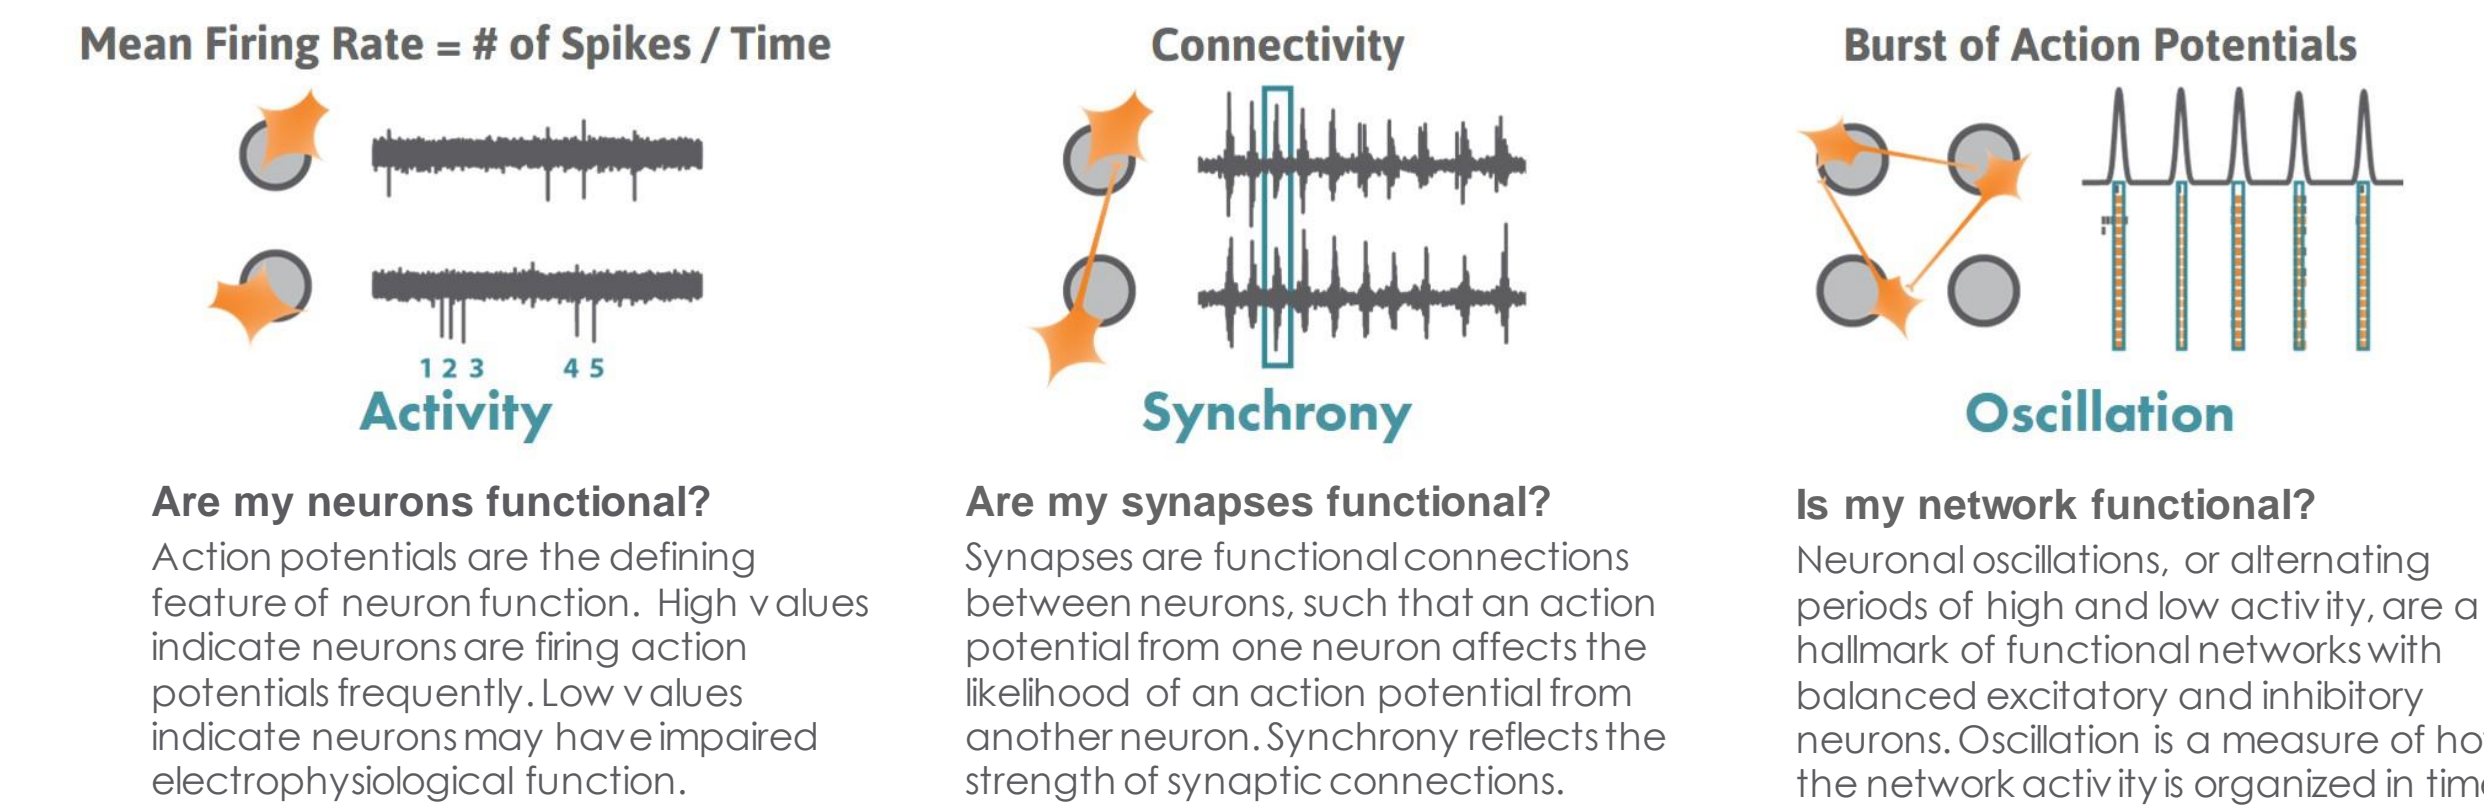 Mean Firing Rate = # of Spikes / Time
1 2 3 4 5
Activity
Are my neurons functional?
Action potentials are the defining
feature of neuron function. High values
indicate neurons are firing action
potentials frequently. Low values
indicate neurons may have impaired
electrophysiological function.
Connectivity
Synchrony
Are my synapses functional?
Synapses are functional connections
between neurons, such that an action
potential from one neuron affects the
likelihood of an action potential from
another neuron. Synchrony reflects the
strength of synaptic connections.
Burst of Action Potentials
Oscillation
Is my network functional?
Neuronal oscillations, or alternating
periods of high and low activity, are a
hallmark of functional networks with
balanced excitatory and inhibitory
neurons. Oscillation is a measure of
the network activity is organized in